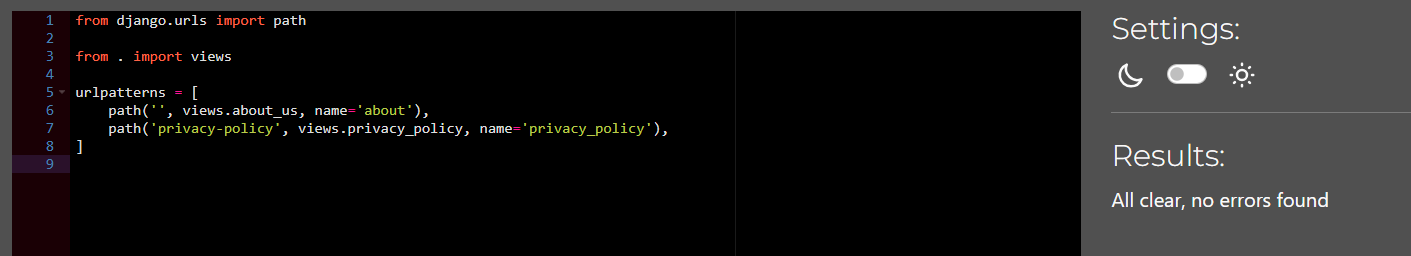 1 from django.urls import path
2
3 from . import views
4
5 urlpatterns = [
6     path('', views.about_us, name='about'),
7     path('privacy-policy', views.privacy_policy, name='privacy_policy'),
8 ]
9
Settings:
Results:
All clear, no errors found